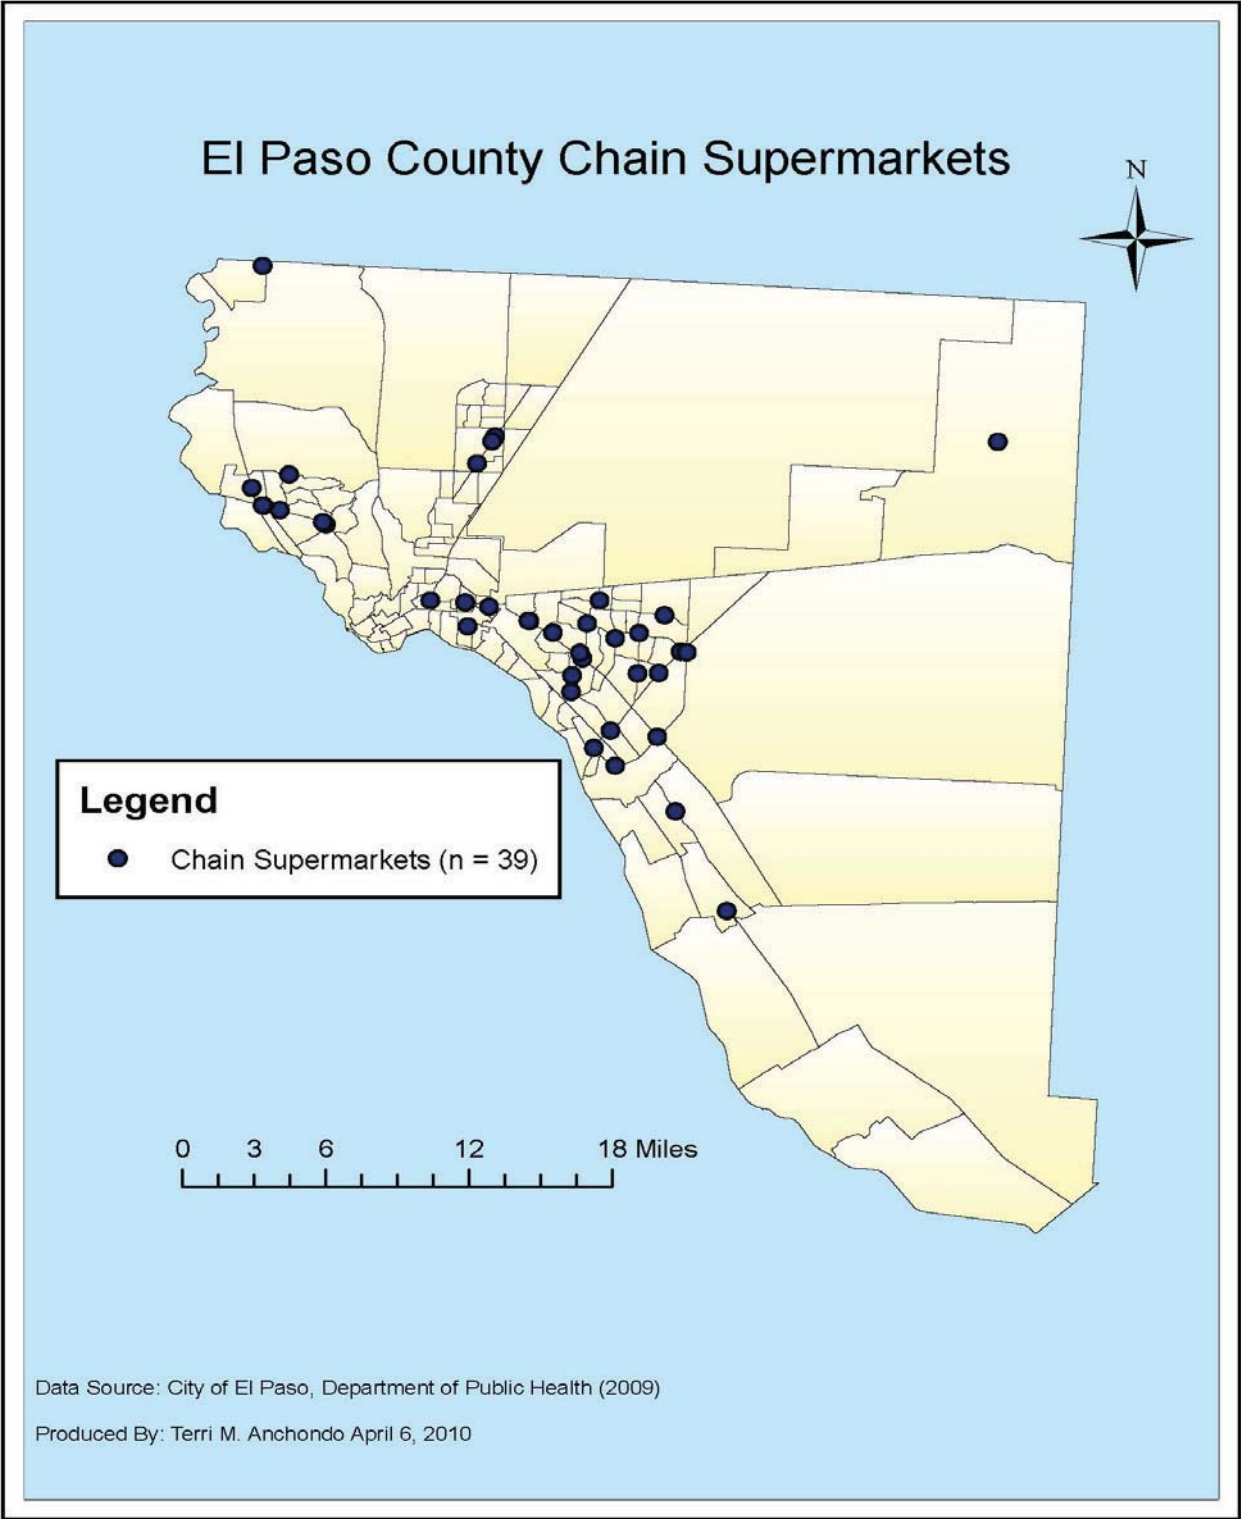 El Paso County Chain Supermarkets
N
Legend
Chain Supermarkets (n = 39)
0 3 6 12 18 Miles
Data Source: City of El Paso, Department of Public Health (2009)
Produced By: Terri M. Anchondo April 6, 2010